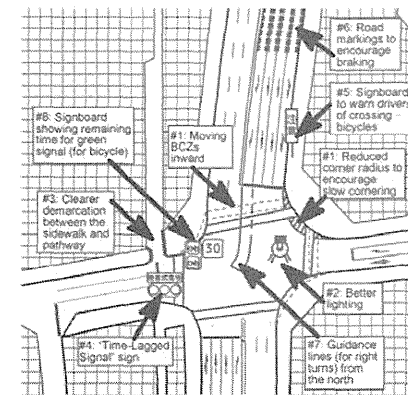 #6: Road
markings to
encourage
braking
#5: Signboard
to warn drivers
of crossing
bicycles
#8: Signboard
showing remaining
time for green
signal (for bicycle)
#1: Moving
BCZs
inward
#1: Reduced
corner radius to
encourage
slow cornering
#3: Clearer
demarcation
between the
sidewalk and
pathway
30
#2: Better
lighting
#4: "Time-Lagged
Signal" sign
#7: Guidance
lines (for right
turns) from
the north